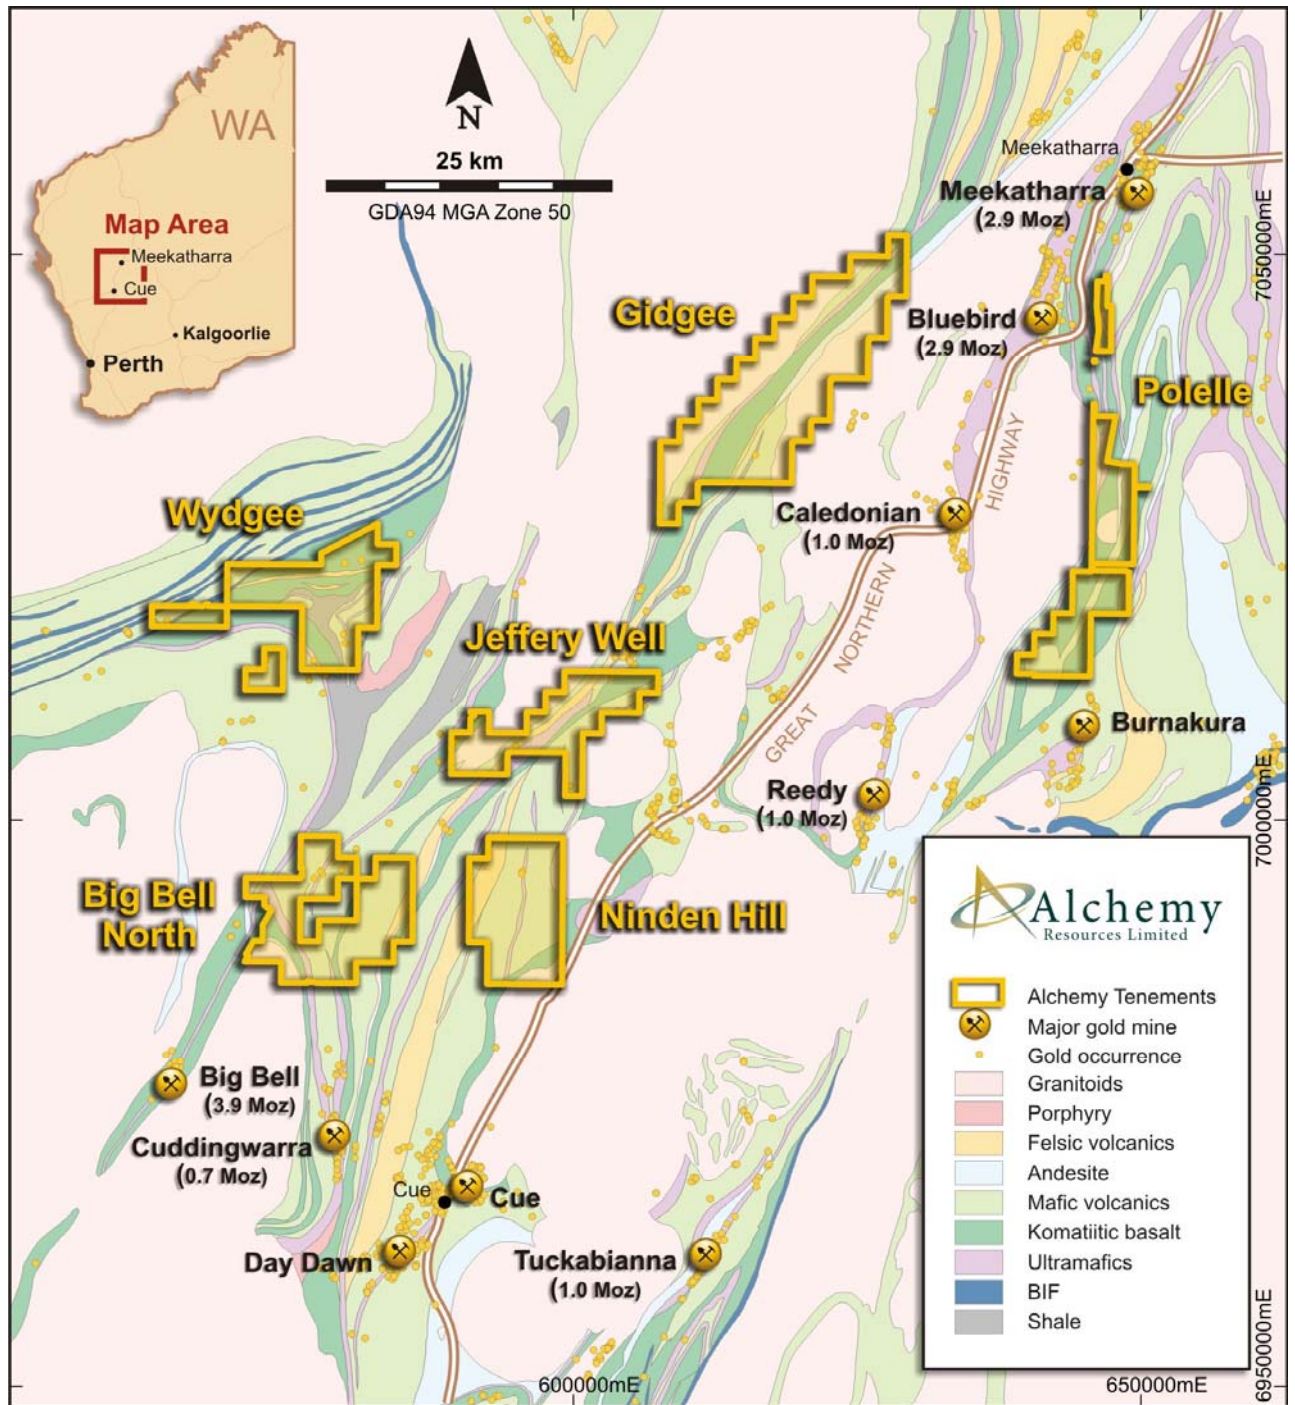 WA
N
25 km
GDA94 MGA Zone 50
Map Area
Meekatharra
Cue
Kalgoorlie
Perth
Meekatharra
Meekatharra
(2.9 Moz)
7050000mE
Gidgee
Bluebird
(2.9 Moz)
Polelle
HIGHWAY
Wydgee
Caledonian
(1.0 Moz)
NORTHERN
Jeffery Well
GREAT
Burnakura
Reedy
(1.0 Moz)
7000000mE
Big Bell
North
Ninden Hill
Alchemy
Resources Limited
Alchemy Tenements
Major gold mine
Gold occurrence
Granitoids
Porphyry
Felsic volcanics
Andesite
Mafic volcanics
Komatiitic basalt
Ultramafics
BIF
Shale
Big Bell
(3.9 Moz)
Cuddingwarra
(0.7 Moz)
Cue
Cue
Day Dawn
Tuckabianna
(1.0 Moz)
600000mE
650000mE
6950000mE